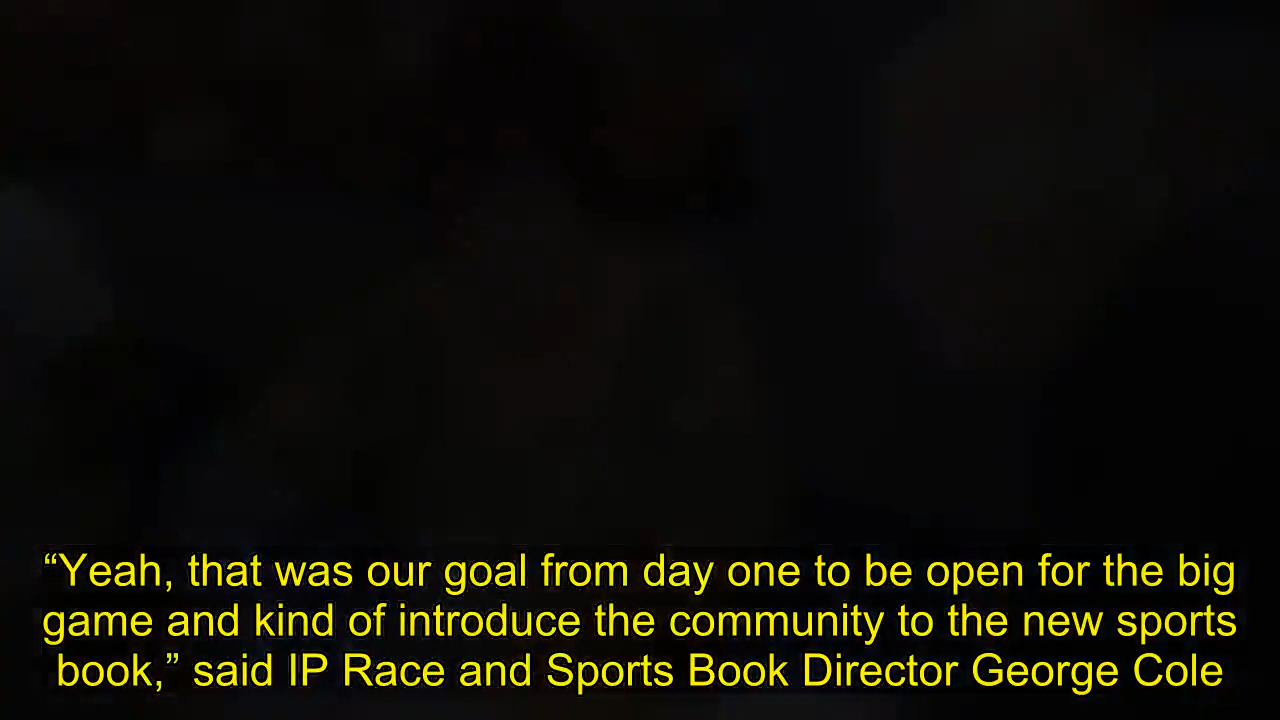 “Yeah, that was our goal from day one to be open for the big
game and kind of introduce the community to the new sports
book,” said IP Race and Sports Book Director George Cole